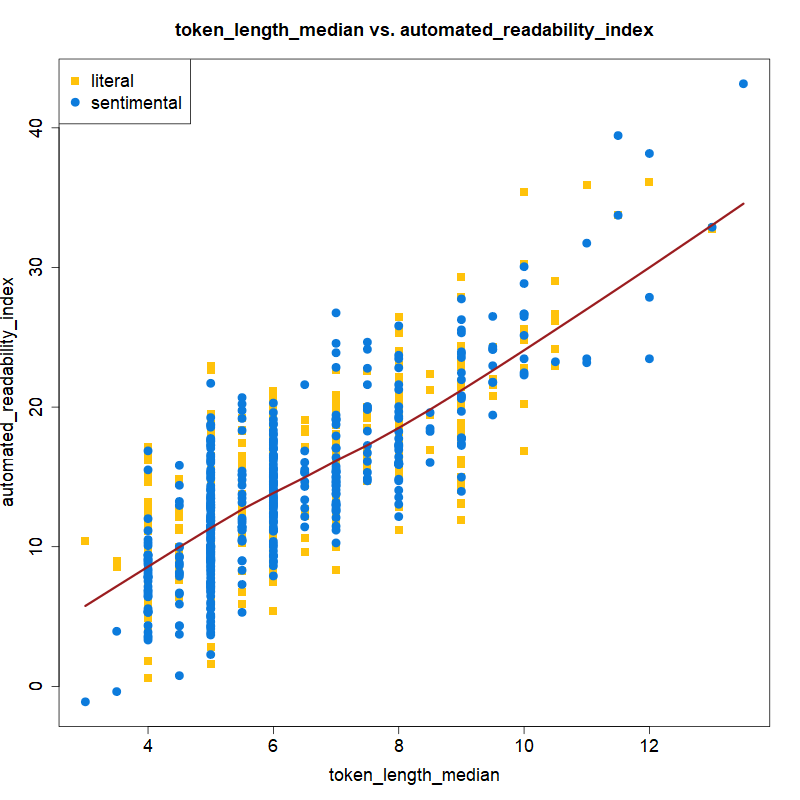 token_length_median vs. automated_readability_index
literal
sentimental
automated_readability_index
40
30
20
10
0
4 6 8 10 12
token_length_median